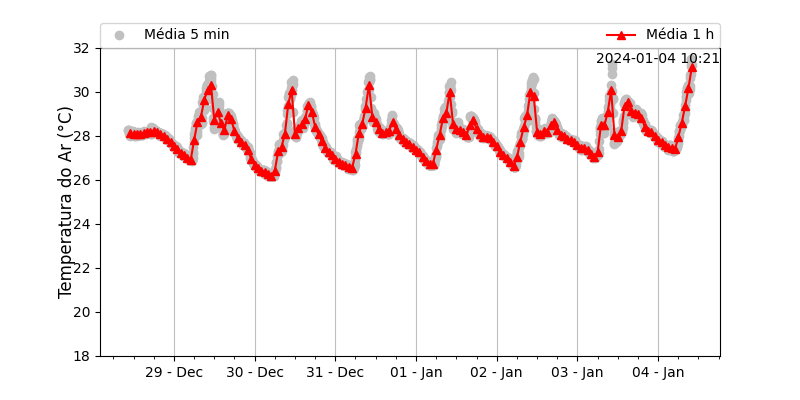 Média 5 min
Média 1 h
2024-01-04 10:21
Temperatura do Ar (°C)
32
30
28
26
24
22
20
18
29 - Dec
30 - Dec
31 - Dec
01 - Jan
02 - Jan
03 - Jan
04 - Jan